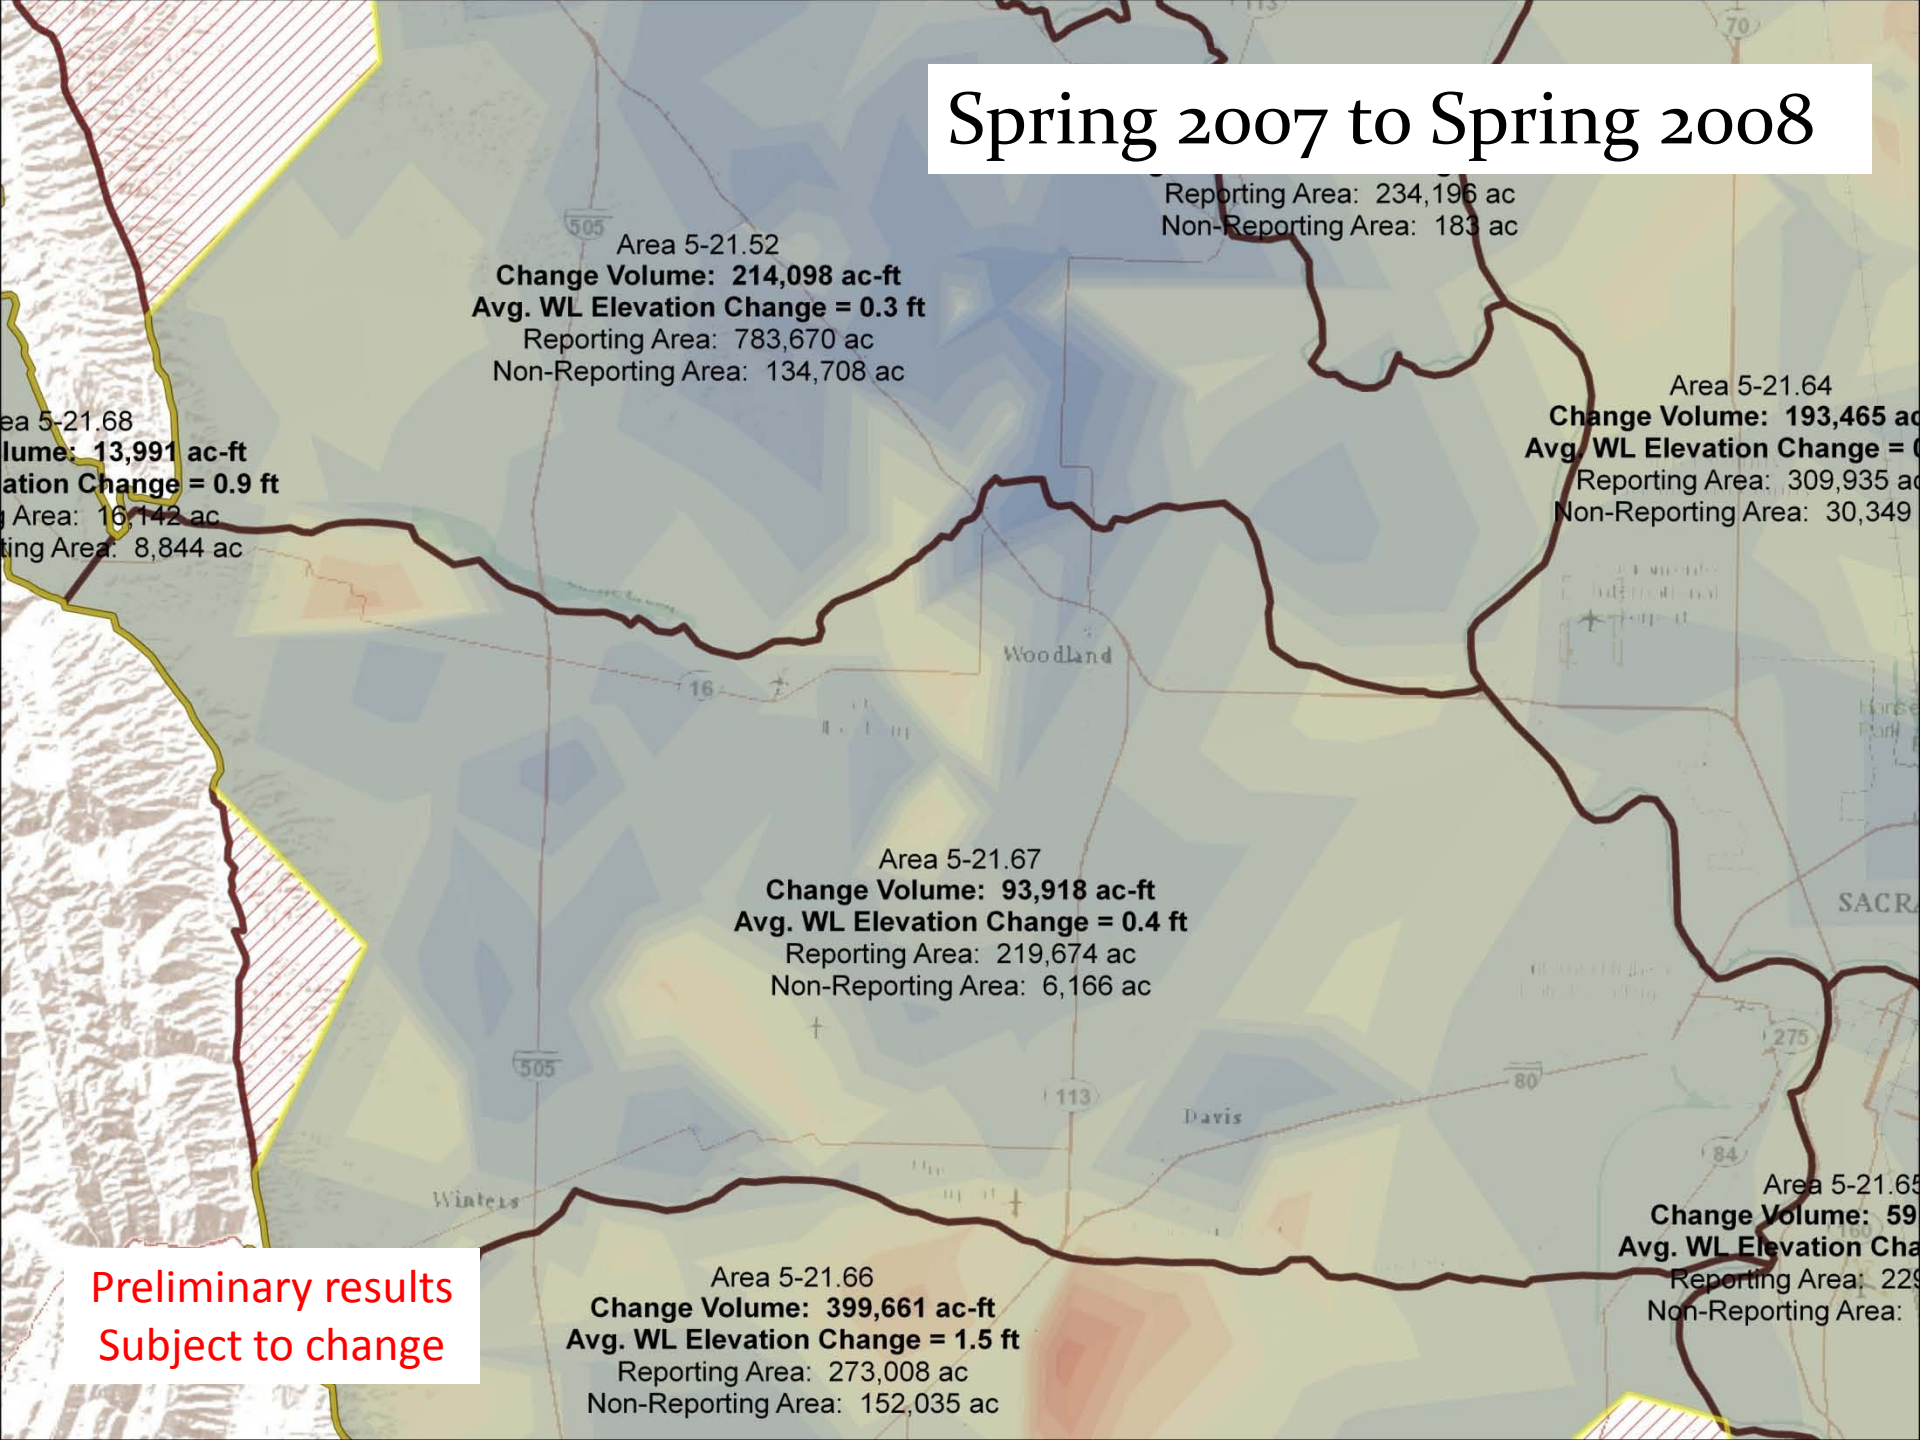 70
Spring 2007 to Spring 2008
Reporting Area: 234,196 ac
Non-Reporting Area: 183 ac
505
Area 5-21.52
Change Volume: 214,098 ac-ft
Avg. WL Elevation Change = 0.3 ft
Reporting Area: 783,670 ac
Non-Reporting Area: 134,708 ac
Area 5-21.64
Change Volume: 193,465 ac
Avg. WL Elevation Change = 0
Reporting Area: 309,935 ac
Non-Reporting Area: 30,349
ea 5-21.68
lume: 13,991 ac-ft
ation Change = 0.9 ft
Area: 16,142 ac
ting Area: 8,844 ac
Woodland
16
Area 5-21.67
Change Volume: 93,918 ac-ft
Avg. WL Elevation Change = 0.4 ft
Reporting Area: 219,674 ac
Non-Reporting Area: 6,166 ac
SACRA
275
505
80
113
Davis
84
Winters
Area 5-21.65
Change Volume: 59
Avg. WL Elevation Cha
Reporting Area: 229
Non-Reporting Area:
160
Area 5-21.66
Change Volume: 399,661 ac-ft
Avg. WL Elevation Change = 1.5 ft
Reporting Area: 273,008 ac
Non-Reporting Area: 152,035 ac
Preliminary results
Subject to change